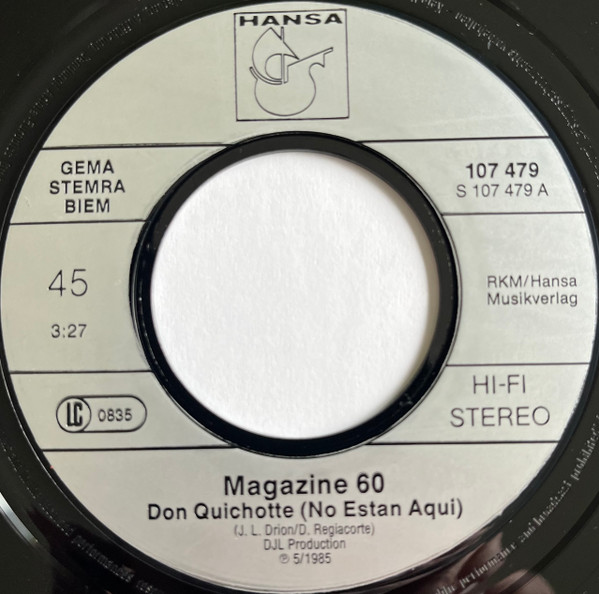 HANSA
GEMA
STEMRA
BIEM
107 479
S 107 479 A
45
3:27
RKM/Hansa
Musikverlag
LC 0835
HI-FI
STEREO
Magazine 60
Don Quichotte (No Estan Aqui)
(J. L. Drion/D. Regiacorte)
DJL Production
℗ 5/1985